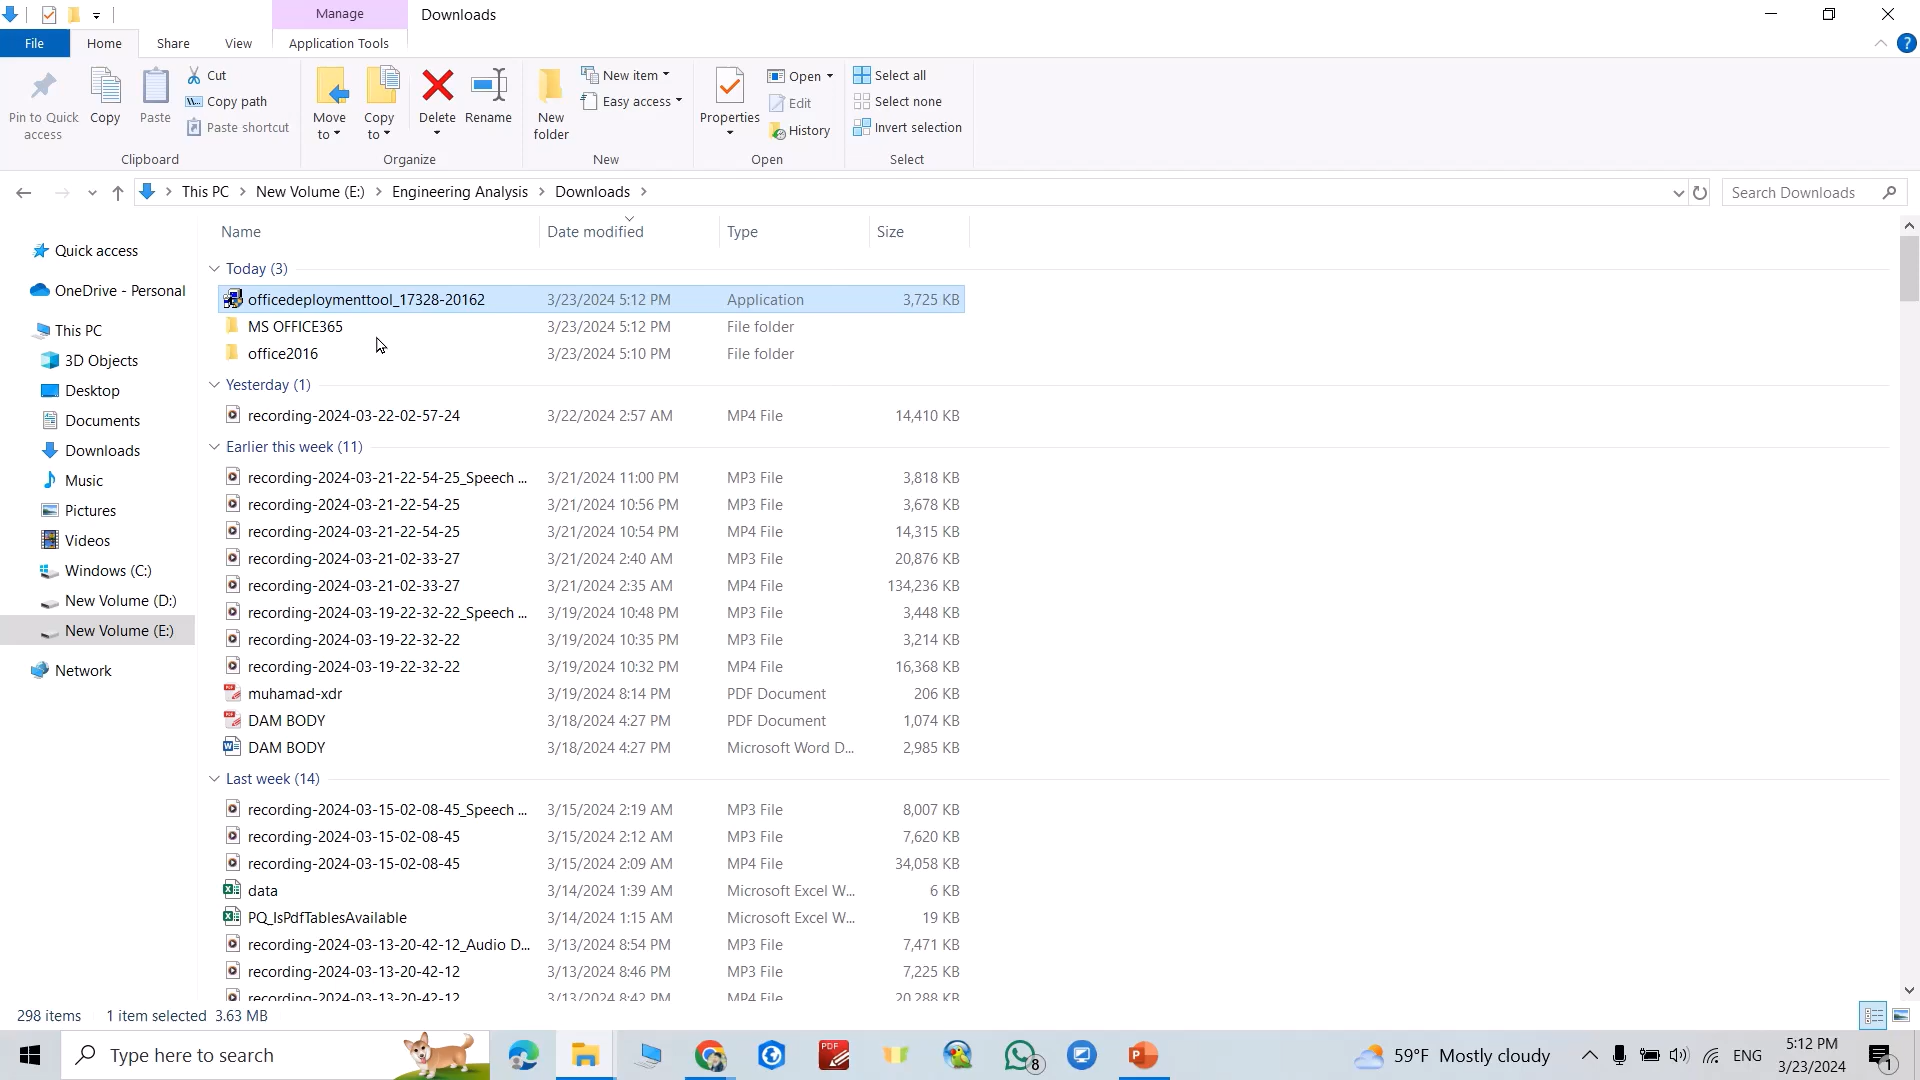 Manage
Downloads
File
Home
Share
View
Application Tools
Pin to Quick access
Copy
Paste
Cut
Copy path
Paste shortcut
Move to
Copy to
Delete
Rename
New folder
New item
Easy access
Properties
Open
Edit
History
Select all
Select none
Invert selection
Clipboard
Organize
New
Open
Select
This PC > New Volume (E:) > Engineering Analysis > Downloads >
Search Downloads
Quick access
OneDrive - Personal
This PC
3D Objects
Desktop
Documents
Downloads
Music
Pictures
Videos
Windows (C:)
New Volume (D:)
New Volume (E:)
Network
Name Date modified Type Size
Today (3)
officedeploymenttool_17328-20162 3/23/2024 5:12 PM Application 3,725 KB
MS OFFICE365 3/23/2024 5:12 PM File folder
office2016 3/23/2024 5:10 PM File folder
Yesterday (1)
recording-2024-03-22-02-57-24 3/22/2024 2:57 AM MP4 File 14,410 KB
Earlier this week (11)
recording-2024-03-21-22-54-25_Speech ... 3/21/2024 11:00 PM MP3 File 3,818 KB
recording-2024-03-21-22-54-25 3/21/2024 10:56 PM MP3 File 3,678 KB
recording-2024-03-21-22-54-25 3/21/2024 10:54 PM MP4 File 14,315 KB
recording-2024-03-21-02-33-27 3/21/2024 2:40 AM MP3 File 20,876 KB
recording-2024-03-21-02-33-27 3/21/2024 2:35 AM MP4 File 134,236 KB
recording-2024-03-19-22-32-22_Speech ... 3/19/2024 10:48 PM MP3 File 3,448 KB
recording-2024-03-19-22-32-22 3/19/2024 10:35 PM MP3 File 3,214 KB
recording-2024-03-19-22-32-22 3/19/2024 10:32 PM MP4 File 16,368 KB
muhamad-xdr 3/19/2024 8:14 PM PDF Document 206 KB
DAM BODY 3/18/2024 4:27 PM PDF Document 1,074 KB
DAM BODY 3/18/2024 4:27 PM Microsoft Word D... 2,985 KB
Last week (14)
recording-2024-03-15-02-08-45_Speech ... 3/15/2024 2:19 AM MP3 File 8,007 KB
recording-2024-03-15-02-08-45 3/15/2024 2:12 AM MP3 File 7,620 KB
recording-2024-03-15-02-08-45 3/15/2024 2:09 AM MP4 File 34,058 KB
data 3/14/2024 1:39 AM Microsoft Excel W... 6 KB
PQ_IsPdfTablesAvailable 3/14/2024 1:15 AM Microsoft Excel W... 19 KB
recording-2024-03-13-20-42-12_Audio D... 3/13/2024 8:54 PM MP3 File 7,471 KB
recording-2024-03-13-20-42-12 3/13/2024 8:46 PM MP3 File 7,225 KB
recording-2024-03-13-20-42-12 3/13/2024 8:42 PM MP4 File 20,288 KB
298 items 1 item selected 3.63 MB
Type here to search
PDF
8
59°F Mostly cloudy
ENG
5:12 PM
3/23/2024
1